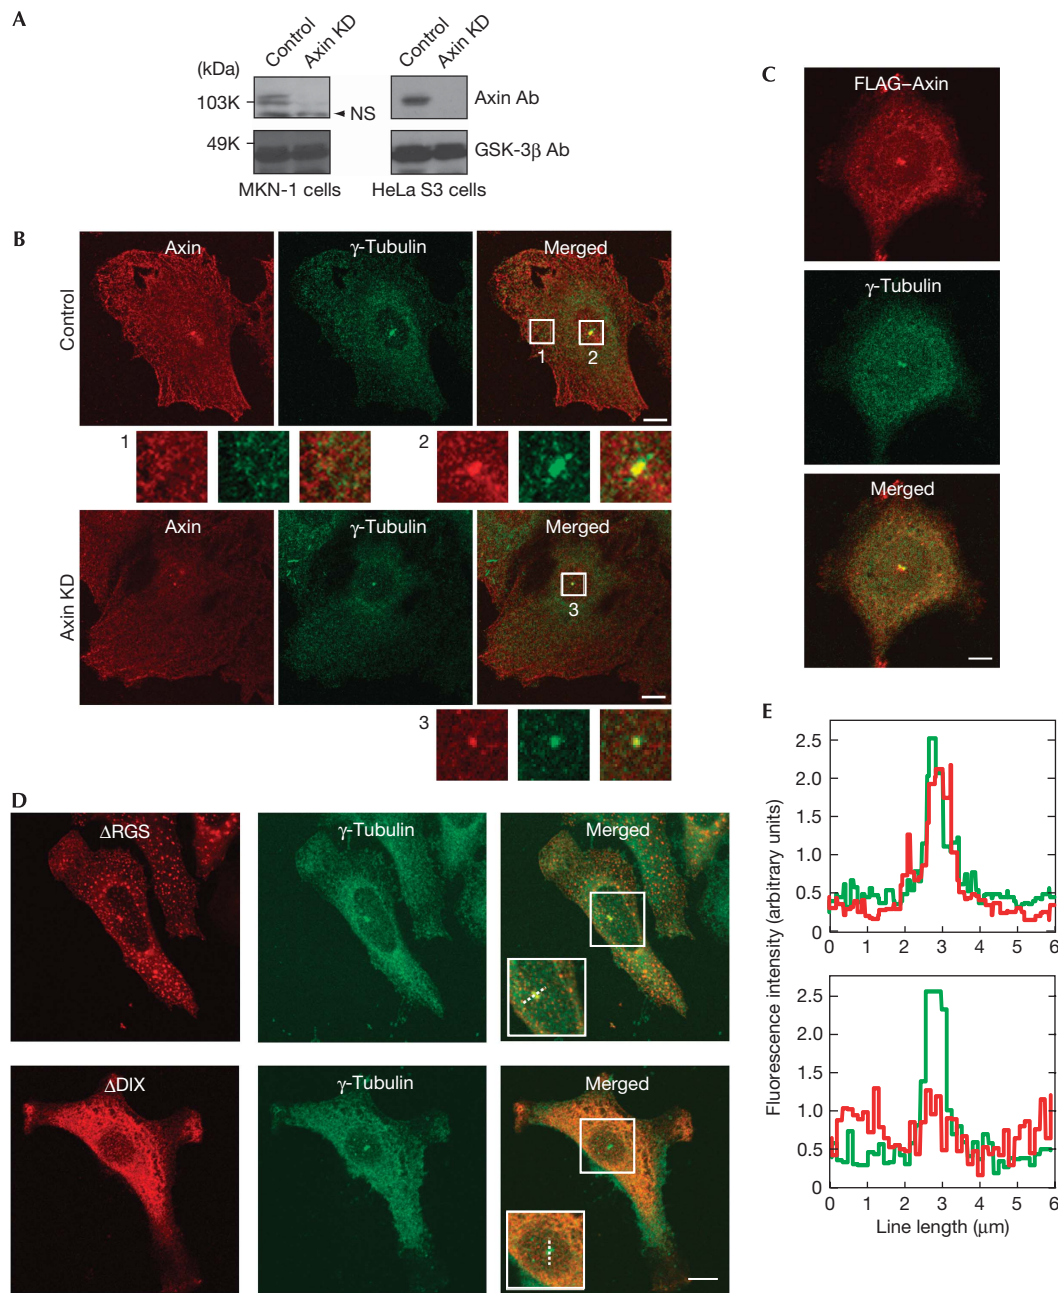 A
Control
Axin KD
Control
Axin KD
(kDa)
103K
NS
Axin Ab
49K
GSK-3β Ab
MKN-1 cells
HeLa S3 cells
B
Axin
γ-Tubulin
Merged
Control
1
2
1
2
Axin
γ-Tubulin
Merged
Axin KD
3
3
C
FLAG–Axin
γ-Tubulin
Merged
D
ΔRGS
γ-Tubulin
Merged
ΔDIX
γ-Tubulin
Merged
E
Fluorescence intensity (arbitrary units)
2.5
2.0
1.5
1.0
0.5
0
0 1 2 3 4 5 6
2.5
2.0
1.5
1.0
0.5
0
0 1 2 3 4 5 6
Line length (μm)